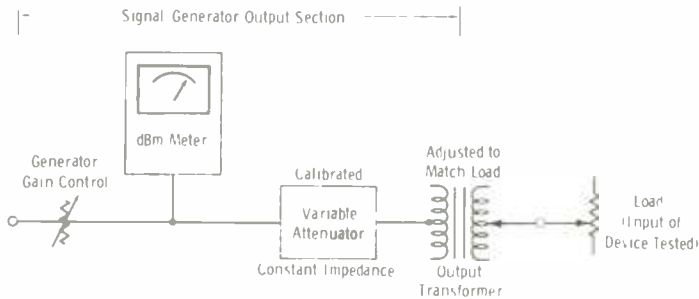 Signal Generator Output Section
dBm Meter
Generator
Gain Control
Calibrated
Variable
Attenuator
Constant Impedance
Adjusted to
Match Load
Output
Transformer
Load
(Input of
Device Tested)